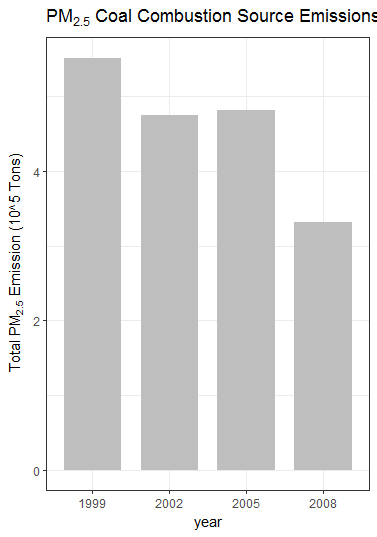 PM2.5 Coal Combustion Source Emissions
Total PM2.5 Emission (10^5 Tons)
4
2
0
1999 2002 2005 2008
year